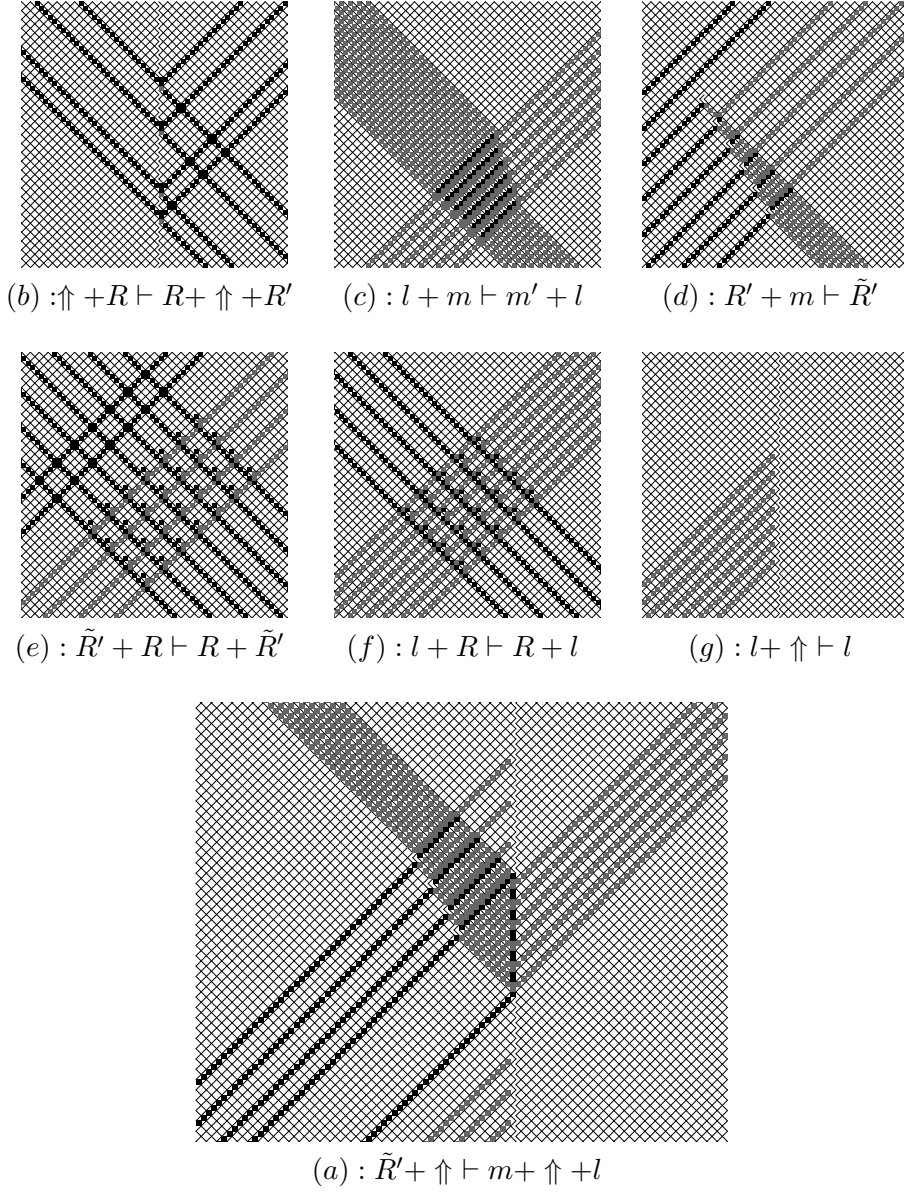 (b) :⇑ +R ⊢ R+ ⇑ +R′
(c) : l + m ⊢ m′ + l
(d) : R′ + m ⊢ R̃′
(e) : R̃′ + R ⊢ R + R̃′
(f) : l + R ⊢ R + l
(g) : l+ ⇑ ⊢ l
(a) : R̃′+ ⇑ ⊢ m+ ⇑ +l